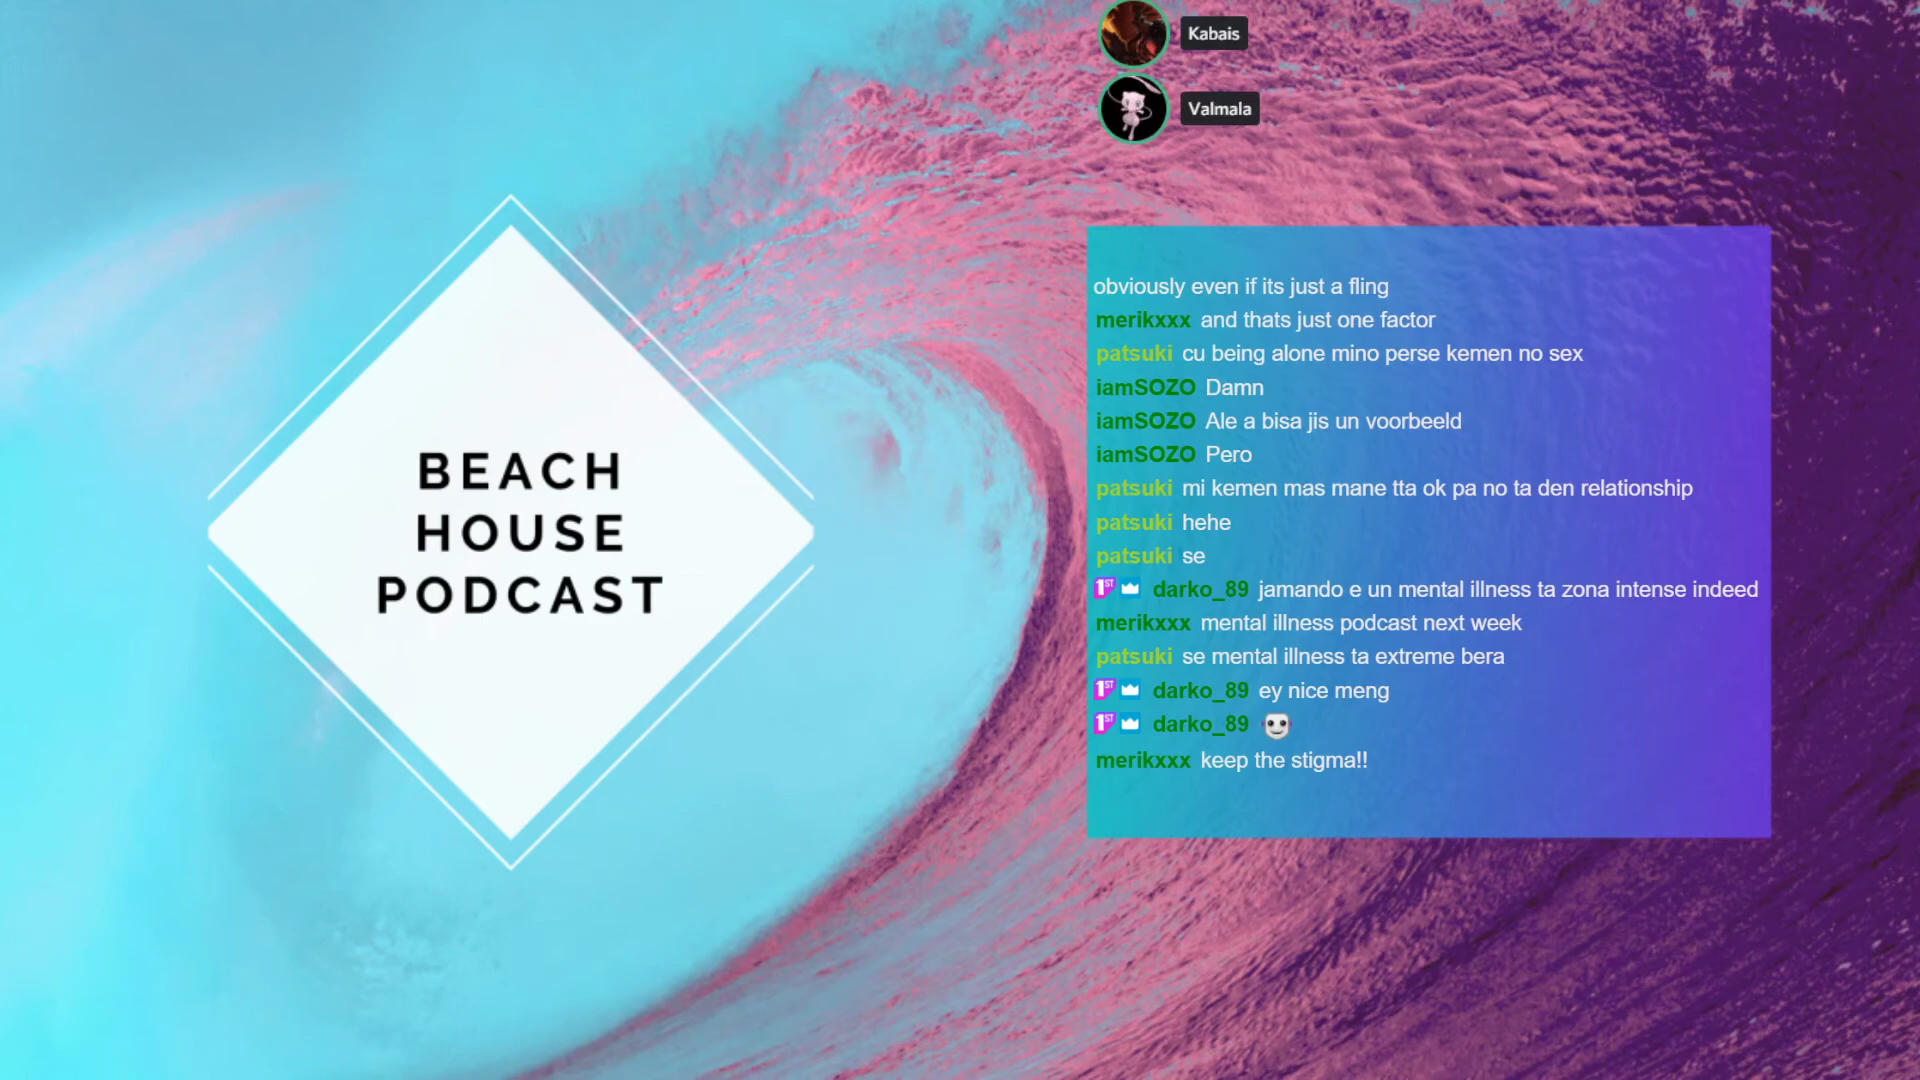 Kabais
Valmala
BEACH
HOUSE
PODCAST
obviously even if its just a fling
merikxxx and thats just one factor
patsuki cu being alone mino perse kemen no sex
iamSOZO Damn
iamSOZO Ale a bisa jis un voorbeeld
iamSOZO Pero
patsuki mi kemen mas mane tta ok pa no ta den relationship
patsuki hehe
patsuki se
1ST darko_89 jamando e un mental illness ta zona intense indeed
merikxxx mental illness podcast next week
patsuki se mental illness ta extreme bera
1ST darko_89 ey nice meng
1ST darko_89
merikxxx keep the stigma!!